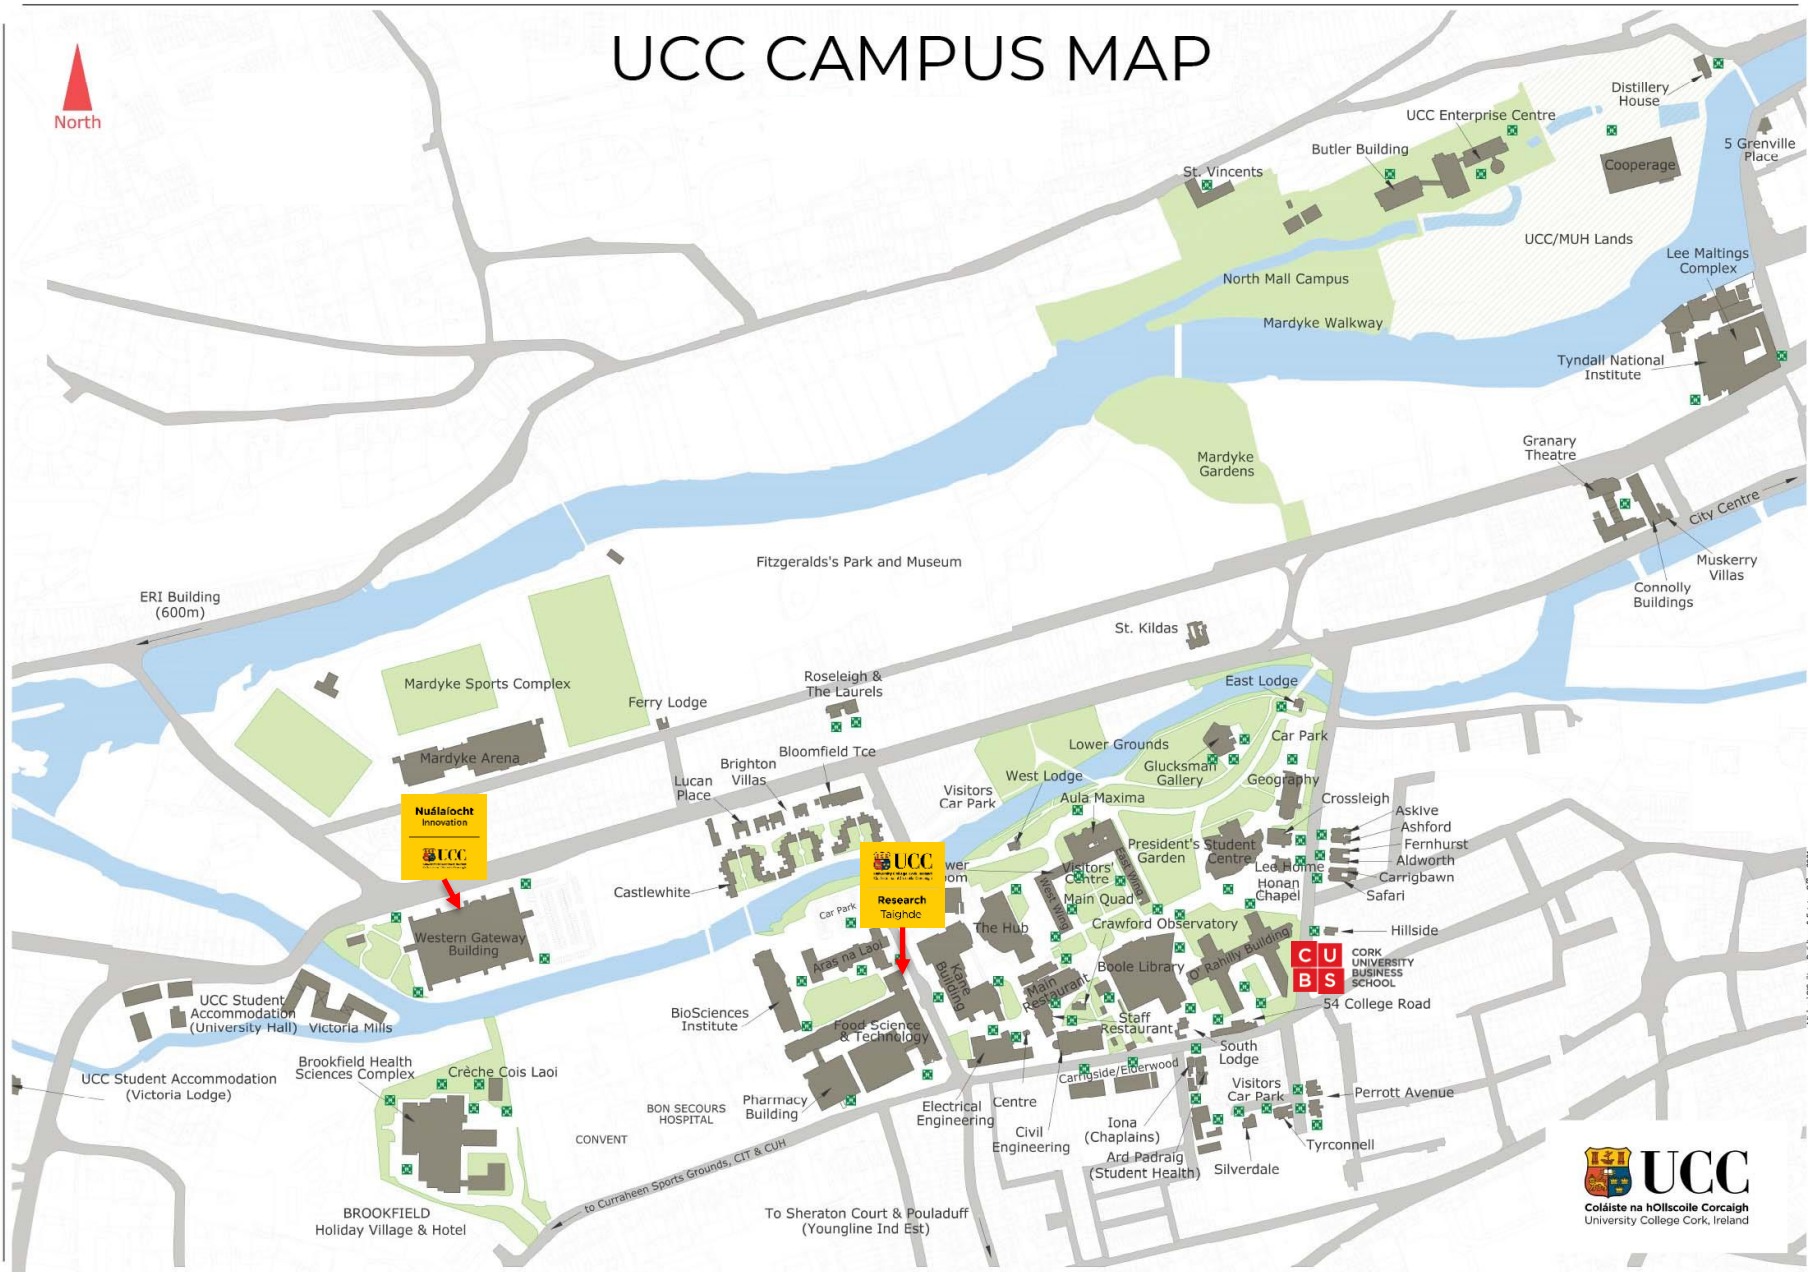 UCC CAMPUS MAP
North
Distillery
House
UCC Enterprise Centre
5 Grenville
Place
Butler Building
Cooperage
St. Vincents
UCC/MUH Lands
Lee Maltings
Complex
North Mall Campus
Mardyke Walkway
Tyndall National
Institute
Granary
Theatre
Mardyke
Gardens
City Centre
Fitzgeralds's Park and Museum
Muskerry
Villas
Connolly
Buildings
ERI Building
(600m)
St. Kildas
Mardyke Sports Complex
Roseleigh &
The Laurels
East Lodge
Ferry Lodge
Car Park
Lower Grounds
Mardyke Arena
Bloomfield Tce
Glucksman
Gallery
Geography
Brighton
Villas
West Lodge
Lucan
Place
Visitors
Car Park
Aula Maxima
Crossleigh
Askive
Ashford
Fernhurst
Aldworth
Carrigbawn
Safari
Nuálaíocht
Innovation
UCC
President's
Garden
Student
Centre
Lee Home
Honan
Chapel
UCC
Research
Taighde
wer
om
Visitors'
Centre
East Wing
West Wing
Main Quad
Castlewhite
Car Park
The Hub
Crawford Observatory
Hillside
Western Gateway
Building
Aras na Laoi
Kane
Building
Boole Library
O' Rahilly Building
CU
BS
CORK
UNIVERSITY
BUSINESS
SCHOOL
Main
Restaurant
54 College Road
UCC Student
Accommodation
(University Hall)
Victoria Mills
BioSciences
Institute
Food Science
& Technology
Staff
Restaurant
South
Lodge
Brookfield Health
Sciences Complex
Crèche Cois Laoi
Carrigside/Elderwood
UCC Student Accommodation
(Victoria Lodge)
Visitors
Car Park
Perrott Avenue
Pharmacy
Building
BON SECOURS
HOSPITAL
Electrical
Engineering
Centre
Civil
Engineering
Iona
(Chaplains)
CONVENT
Tyrconnell
Ard Padraig
(Student Health)
Silverdale
to Curraheen Sports Grounds, CIT & CUH
BROOKFIELD
Holiday Village & Hotel
To Sheraton Court & Pouladuff
(Youngline Ind Est)
UCC
Coláiste na hOllscoile Corcaigh
University College Cork, Ireland